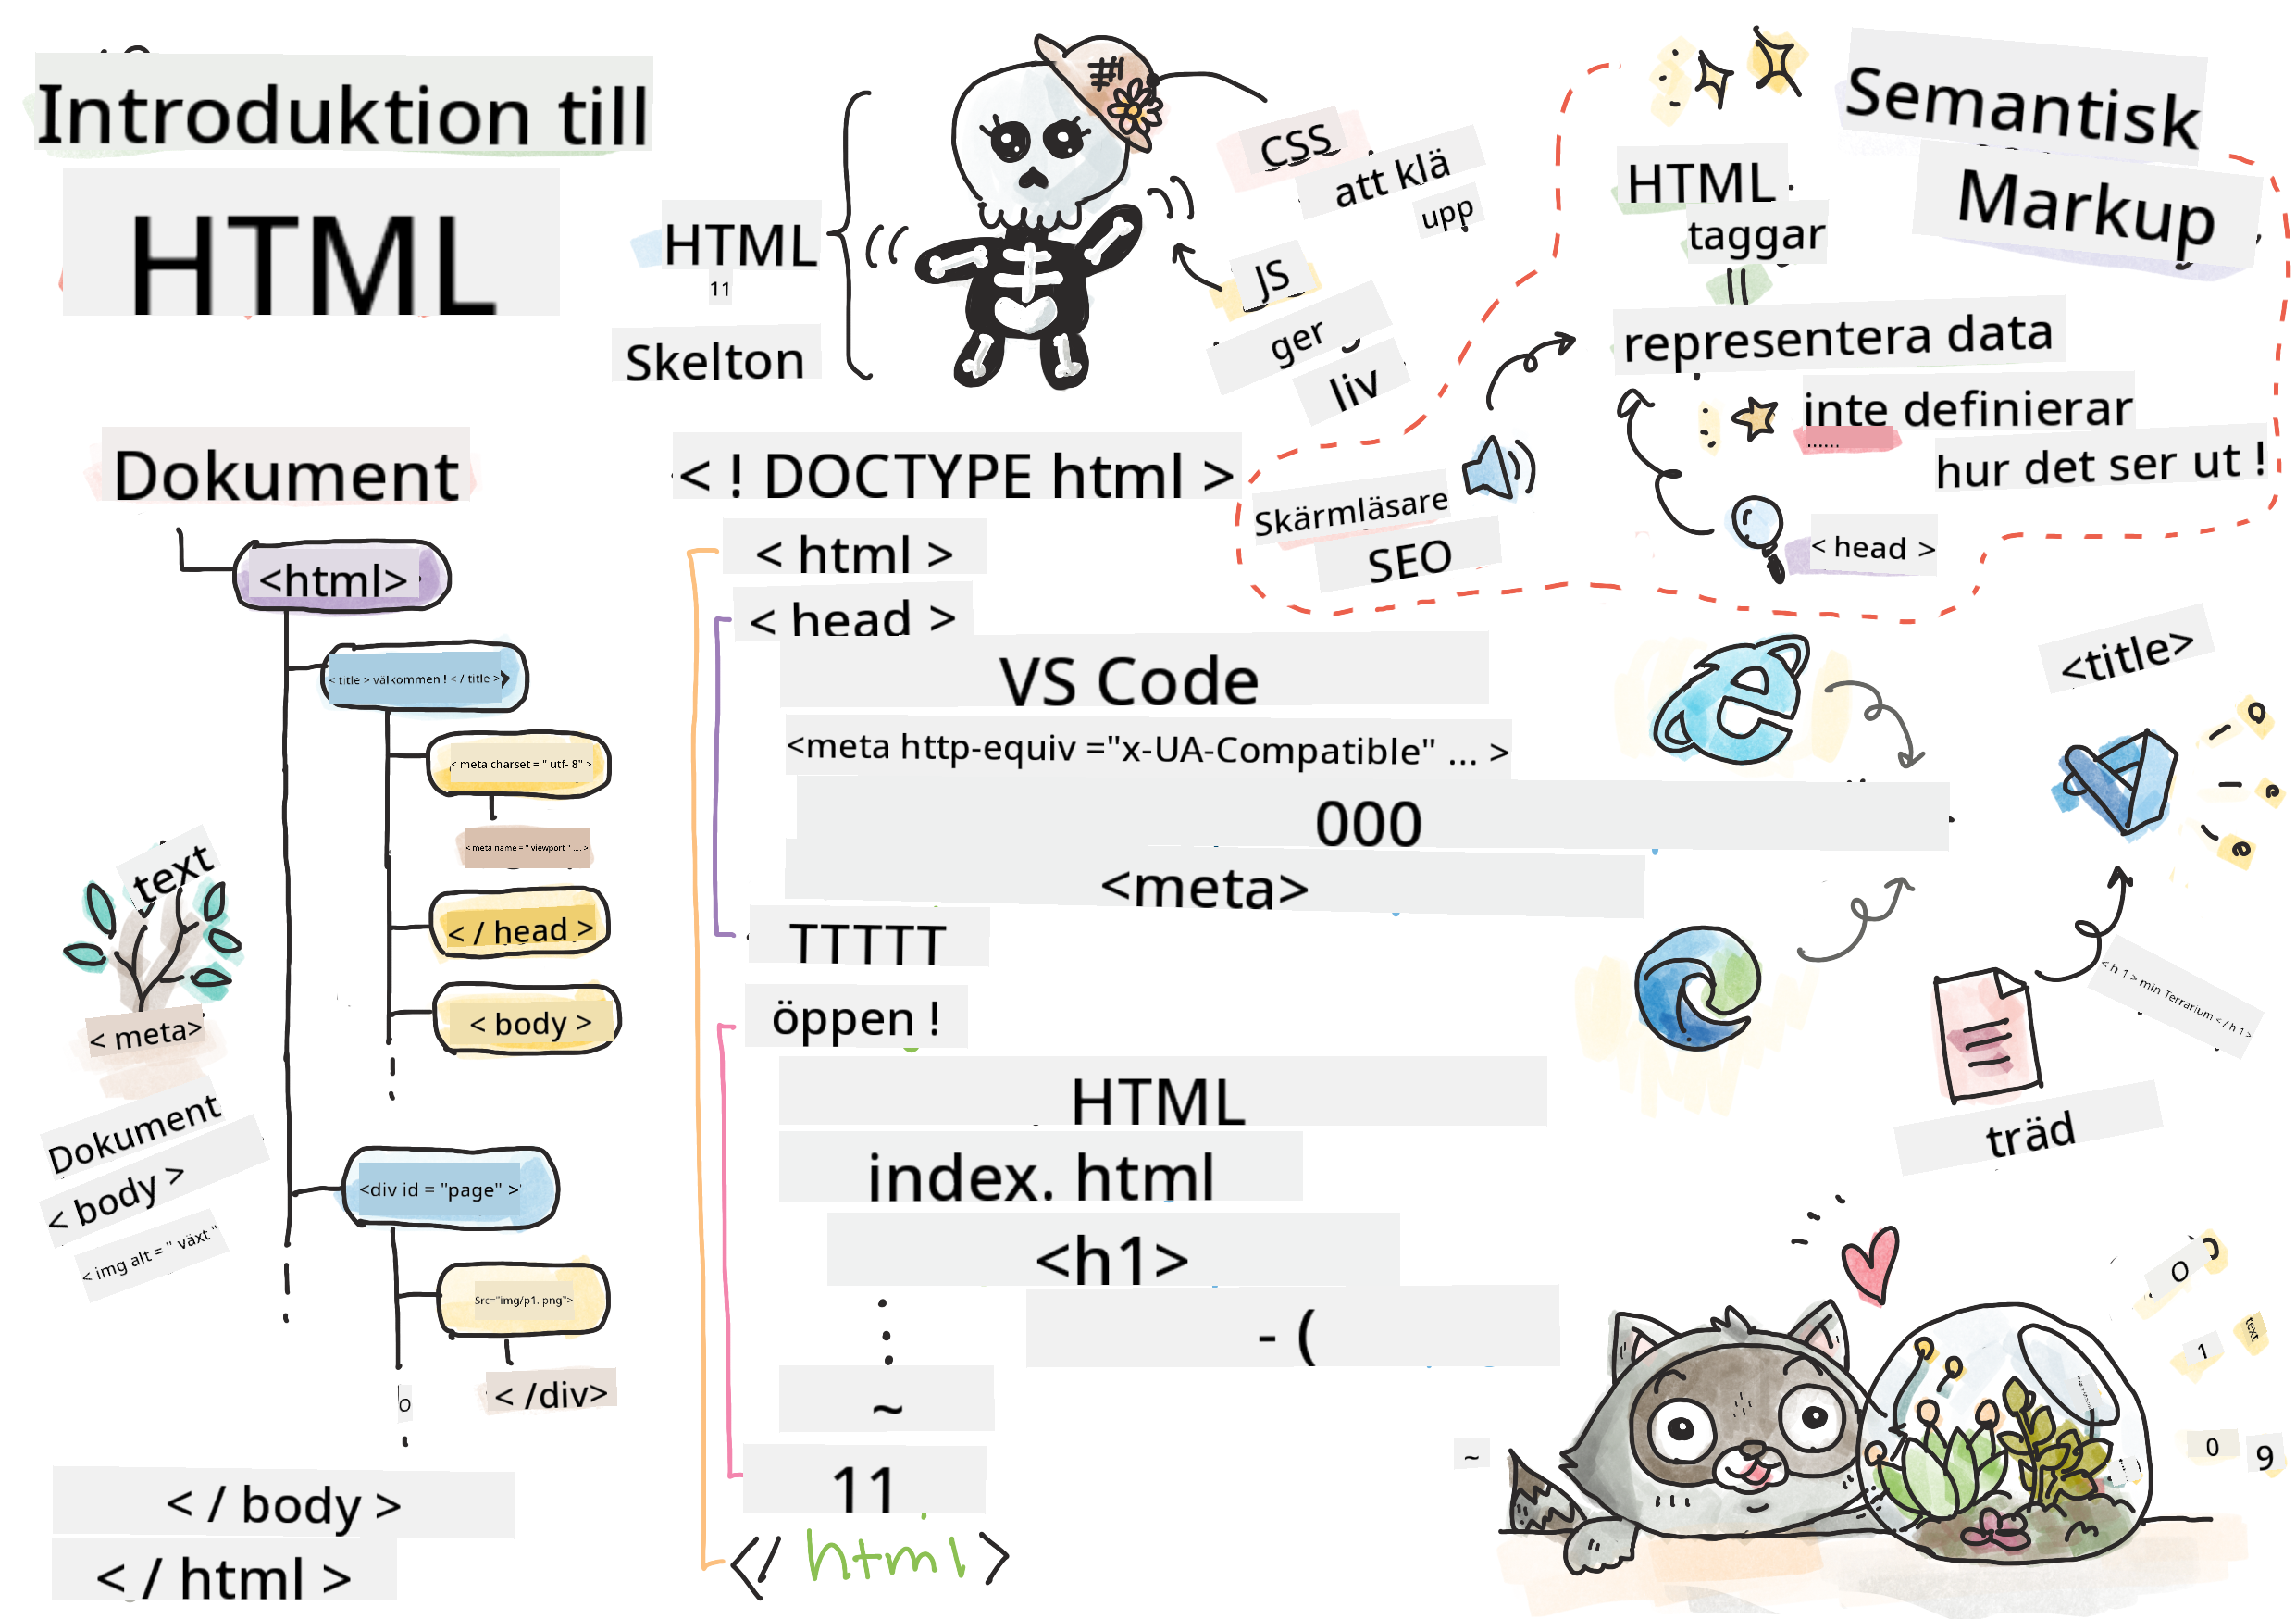 Introduktion till
HTML
HTML
11
Skelton
CSS
att klä
upp
JS
ger
liv
Semantisk
Markup
HTML
taggar
||
representera data
inte definierar
......
hur det ser ut !
Skärmläsare
SEO
< head >
Dokument
<html>
< title > välkommen ! < / title >
< meta charset = " utf- 8" >
< meta name = " viewport " .... >
< / head >
< body >
text
< meta>
Dokument
< body >
< img alt = " växt "
<div id = "page" >
Src="img/p1. png">
o
< /div>
< / body >
< / html >
< ! DOCTYPE html >
< html >
< head >
VS Code
<meta http-equiv ="x-UA-Compatible" ... >
000
<meta>
TTTTT
öppen !
HTML
index. html
<h1>
- (
~
11
</ html>
<title>
< h 1 > min Terrarium < / h 1 >
träd
O
text
1
0
9
~